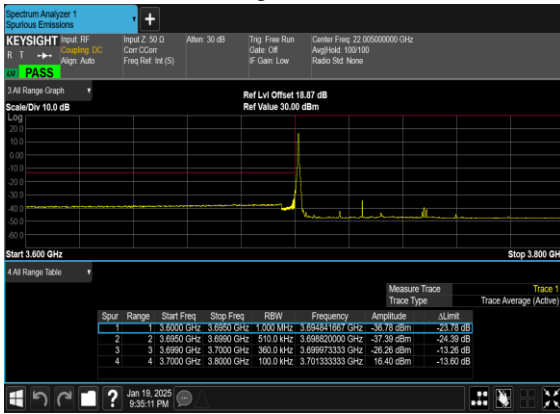 Spectrum Analyzer 1
Spurious Emissions
KEYSIGHT
R T
LM PASS
Input: RF
Coupling: DC
Align: Auto
Input Z: 50 Ω
Corr CCorr
Freq Ref: Int (S)
Atten: 30 dB
Trig: Free Run
Gate: Off
IF Gain: Low
Center Freq: 22.005000000 GHz
Avg|Hold: 100/100
Radio Std: None
3 All Range Graph
Scale/Div 10.0 dB
Ref Lvl Offset 18.87 dB
Ref Value 30.00 dBm
Log
20.0
10.0
0.00
-10.0
-20.0
-30.0
-40.0
-50.0
-60.0
Start 3.600 GHz
Stop 3.800 GH
4 All Range Table
Measure Trace Trace 1
Trace Type Trace Average (Active)
Spur Range Start Freq Stop Freq RBW Frequency Amplitude ΔLimit
1 1 3.6000 GHz 3.6950 GHz 1.000 MHz 3.694841667 GHz -36.78 dBm -23.78 dB
2 2 3.6950 GHz 3.6990 GHz 510.0 kHz 3.698820000 GHz -37.39 dBm -24.39 dB
3 3 3.6990 GHz 3.7000 GHz 360.0 kHz 3.699973333 GHz -26.26 dBm -13.26 dB
4 4 3.7000 GHz 3.8000 GHz 100.0 kHz 3.701333333 GHz 16.40 dBm -13.60 dB
Jan 19, 2025
9:35:11 PM